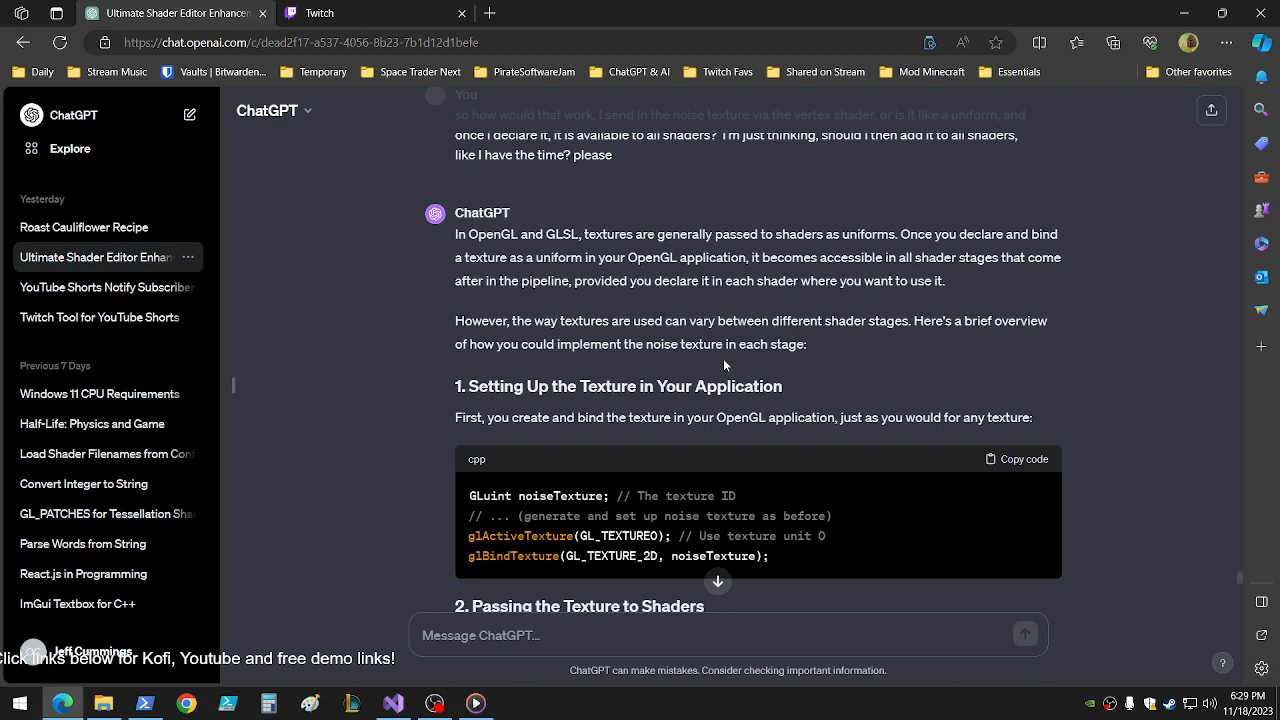 Ultimate Shader Editor Enhanc
Twitch
https://chat.openai.com/c/dead2f17-a537-4056-8b23-7b1d12d1befe
Daily
Stream Music
Vaults | Bitwarden...
Temporary
Space Trader Next
PirateSoftwareJam
ChatGPT & AI
Twitch Favs
Shared on Stream
Mod Minecraft
Essentials
Other favorites
ChatGPT
Explore
Yesterday
Roast Cauliflower Recipe
Ultimate Shader Editor Enhan
YouTube Shorts Notify Subscriber
Twitch Tool for YouTube Shorts
Previous 7 Days
Windows 11 CPU Requirements
Half-Life: Physics and Game
Load Shader Filenames from Con
Convert Integer to String
GL_PATCHES for Tessellation Sha
Parse Words from String
React.js in Programming
ImGui Textbox for C++
Jeff Cummings
Click links below for Kofi, Youtube and free demo links!
ChatGPT
You
so how would that work, I send in the noise texture via the vertex shader, or is it like a uniform, and
once I declare it, it is available to all shaders? I'm just thinking, should I then add it to all shaders,
like I have the time? please
ChatGPT
In OpenGL and GLSL, textures are generally passed to shaders as uniforms. Once you declare and bind
a texture as a uniform in your OpenGL application, it becomes accessible in all shader stages that come
after in the pipeline, provided you declare it in each shader where you want to use it.
However, the way textures are used can vary between different shader stages. Here's a brief overview
of how you could implement the noise texture in each stage:
1. Setting Up the Texture in Your Application
First, you create and bind the texture in your OpenGL application, just as you would for any texture:
cpp
Copy code
GLuint noiseTexture; // The texture ID
// ... (generate and set up noise texture as before)
glActiveTexture(GL_TEXTURE0); // Use texture unit 0
glBindTexture(GL_TEXTURE_2D, noiseTexture);
2. Passing the Texture to Shaders
Message ChatGPT...
ChatGPT can make mistakes. Consider checking important information.
?
6:29 PM
11/18/2023